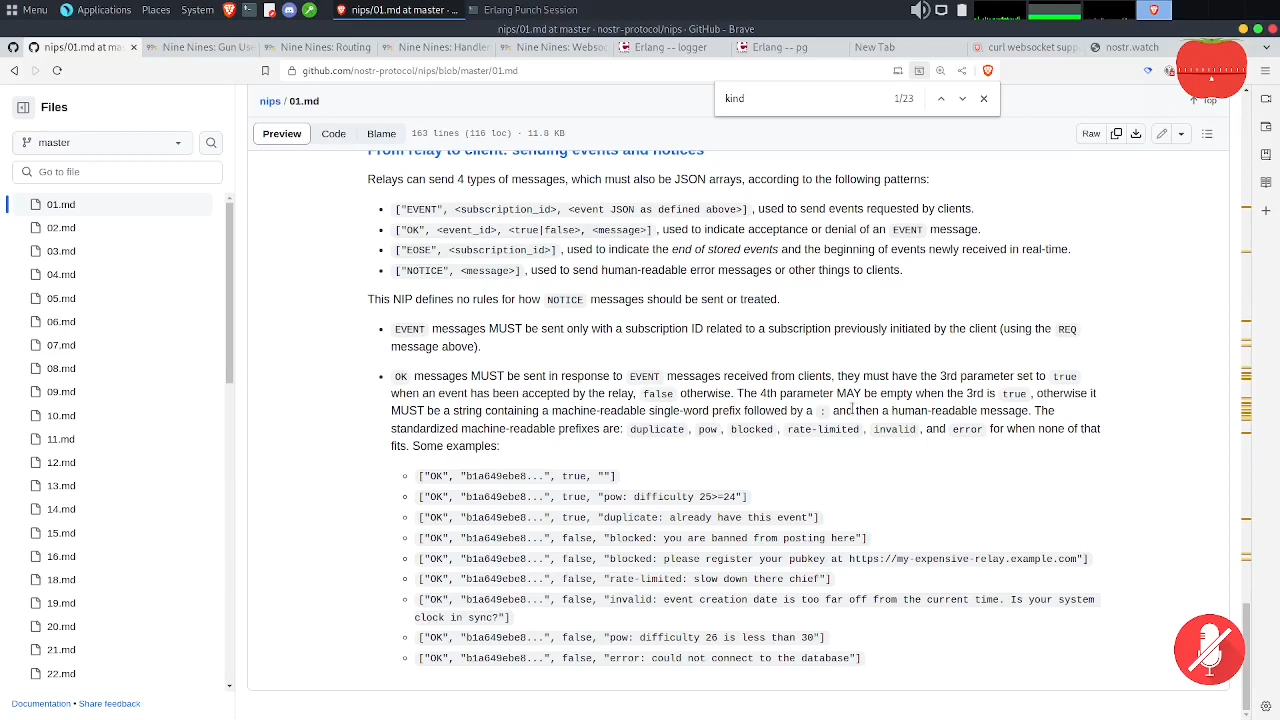 Menu Applications Places System nips/01.md at master - ... Erlang Punch Session
nips/01.md at master · nostr-protocol/nips · GitHub - Brave
nips/01.md at maste Nine Nines: Gun Use Nine Nines: Routing Nine Nines: Handler Nine Nines: Websoc Erlang -- logger Erlang -- pg New Tab curl websocket supp nostr.watch
github.com/nostr-protocol/nips/blob/master/01.md
kind 1/23
Files
nips / 01.md
Top
master
Preview Code Blame 163 lines (116 loc) · 11.8 KB Raw
Go to file
01.md
02.md
03.md
04.md
05.md
06.md
07.md
08.md
09.md
10.md
11.md
12.md
13.md
14.md
15.md
16.md
18.md
19.md
20.md
21.md
22.md
Documentation • Share feedback
From relay to client: sending events and notices
Relays can send 4 types of messages, which must also be JSON arrays, according to the following patterns:
• ["EVENT", <subscription_id>, <event JSON as defined above>], used to send events requested by clients.
• ["OK", <event_id>, <true|false>, <message>], used to indicate acceptance or denial of an EVENT message.
• ["EOSE", <subscription_id>], used to indicate the end of stored events and the beginning of events newly received in real-time.
• ["NOTICE", <message>], used to send human-readable error messages or other things to clients.
This NIP defines no rules for how NOTICE messages should be sent or treated.
• EVENT messages MUST be sent only with a subscription ID related to a subscription previously initiated by the client (using the REQ
message above).
• OK messages MUST be sent in response to EVENT messages received from clients, they must have the 3rd parameter set to true
when an event has been accepted by the relay, false otherwise. The 4th parameter MAY be empty when the 3rd is true, otherwise it
MUST be a string containing a machine-readable single-word prefix followed by a : and then a human-readable message. The
standardized machine-readable prefixes are: duplicate, pow, blocked, rate-limited, invalid, and error for when none of that
fits. Some examples:
◦ ["OK", "b1a649ebe8...", true, ""]
◦ ["OK", "b1a649ebe8...", true, "pow: difficulty 25>=24"]
◦ ["OK", "b1a649ebe8...", true, "duplicate: already have this event"]
◦ ["OK", "b1a649ebe8...", false, "blocked: you are banned from posting here"]
◦ ["OK", "b1a649ebe8...", false, "blocked: please register your pubkey at https://my-expensive-relay.example.com"]
◦ ["OK", "b1a649ebe8...", false, "rate-limited: slow down there chief"]
◦ ["OK", "b1a649ebe8...", false, "invalid: event creation date is too far off from the current time. Is your system
clock in sync?"]
◦ ["OK", "b1a649ebe8...", false, "pow: difficulty 26 is less than 30"]
◦ ["OK", "b1a649ebe8...", false, "error: could not connect to the database"]